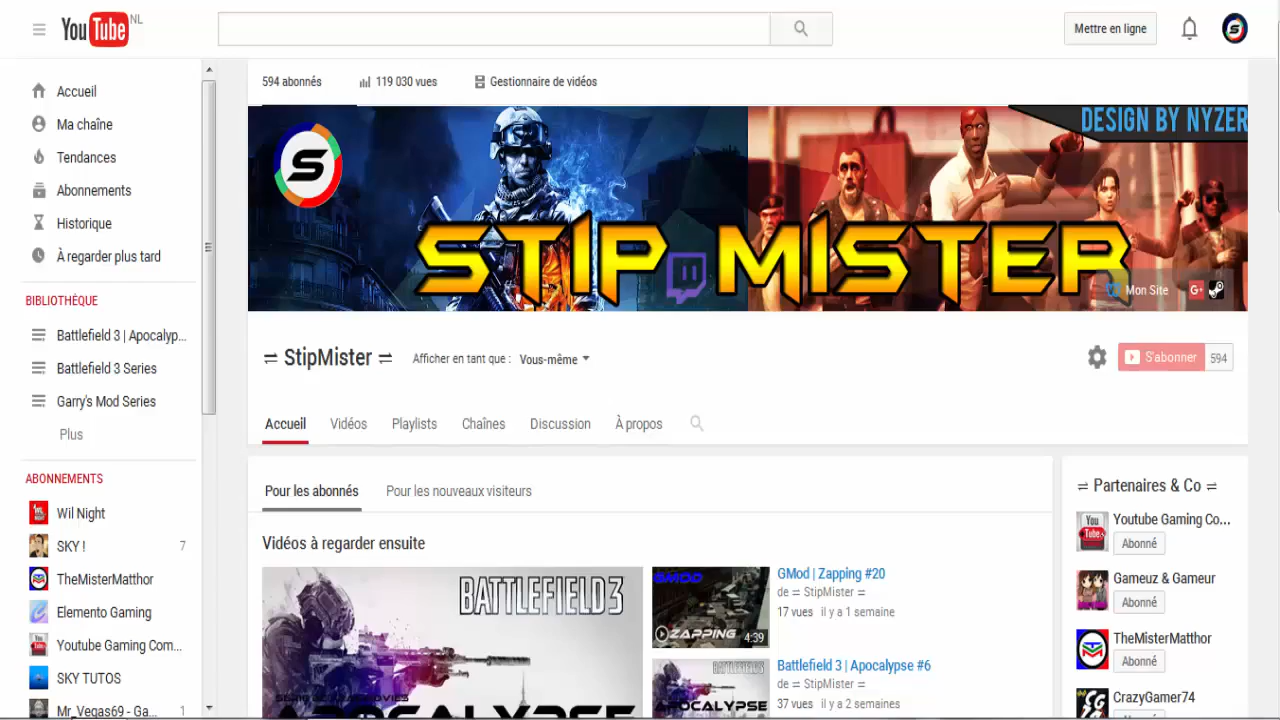 YouTube NL
Mettre en ligne
Accueil
Ma chaîne
Tendances
Abonnements
Historique
À regarder plus tard
BIBLIOTHÈQUE
Battlefield 3 | Apocalyp...
Battlefield 3 Series
Garry's Mod Series
Plus
ABONNEMENTS
Wil Night
SKY ! 7
TheMisterMatthor
Elemento Gaming
Youtube Gaming Com...
SKY TUTOS
Mr_Vegas69 - Ga... 1
594 abonnés
119 030 vues
Gestionnaire de vidéos
S
DESIGN BY NYZER
STIP MISTER
Mon Site
G+
⇌ StipMister ⇌
Afficher en tant que : Vous-même
S'abonner 594
Accueil
Vidéos
Playlists
Chaînes
Discussion
À propos
Pour les abonnés
Pour les nouveaux visiteurs
Vidéos à regarder ensuite
BATTLEFIELD 3
APOCALYPSE
GMOD
ZAPPING
4:39
GMod | Zapping #20
de ⇌ StipMister ⇌
17 vues il y a 1 semaine
BATTLEFIELD 3
APOCALYPSE
Battlefield 3 | Apocalypse #6
de ⇌ StipMister ⇌
37 vues il y a 2 semaines
⇌ Partenaires & Co ⇌
Youtube Gaming Co...
Abonné
Gameuz & Gameur
Abonné
TheMisterMatthor
Abonné
CrazyGamer74